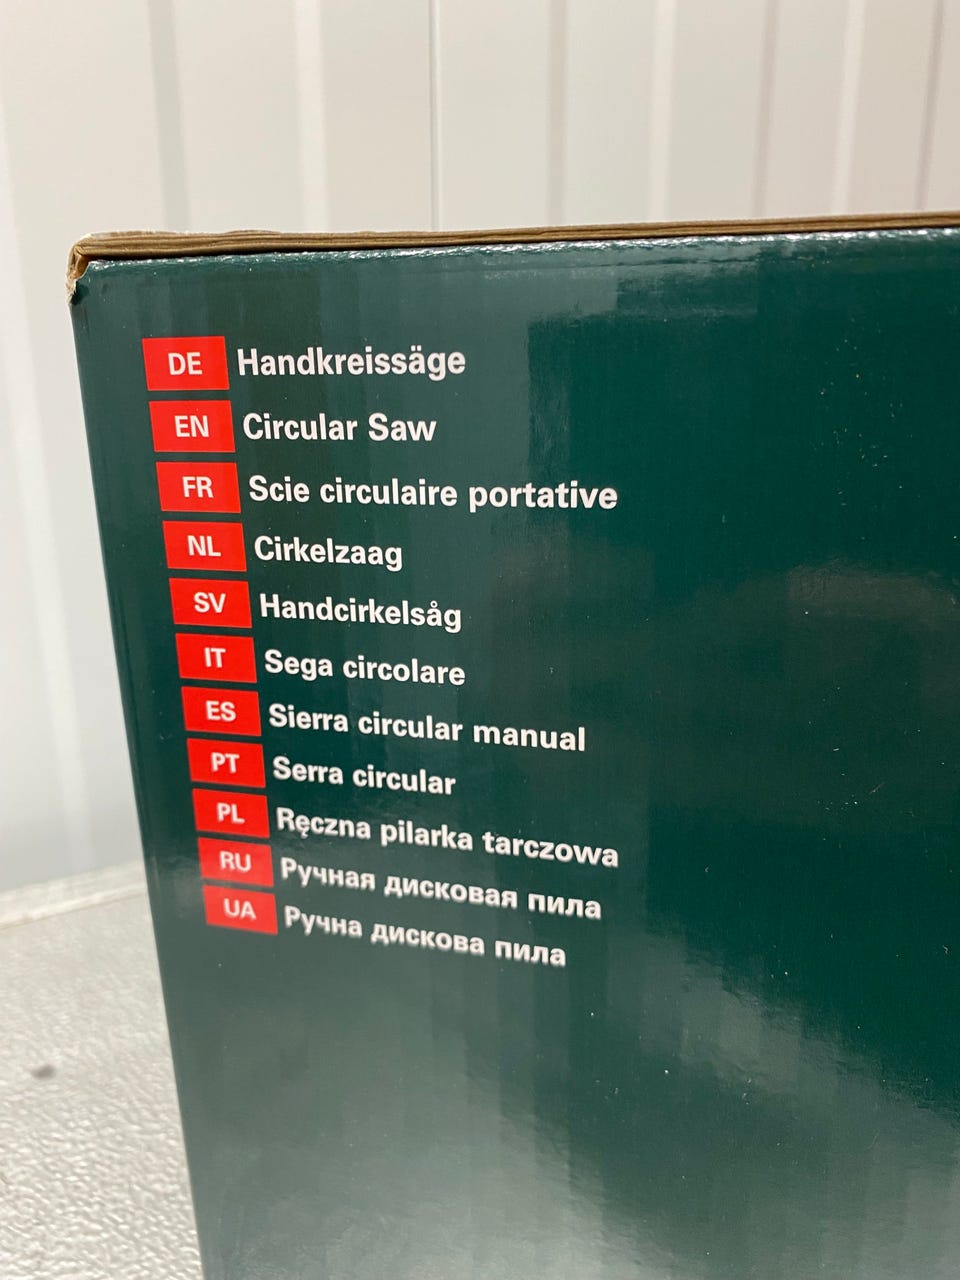 DE Handkreissäge
EN Circular Saw
FR Scie circulaire portative
NL Cirkelzaag
SV Handcirkelsåg
IT Sega circolare
ES Sierra circular manual
PT Serra circular
PL Ręczna pilarka tarczowa
RU Ручная дисковая пила
UA Ручна дискова пила